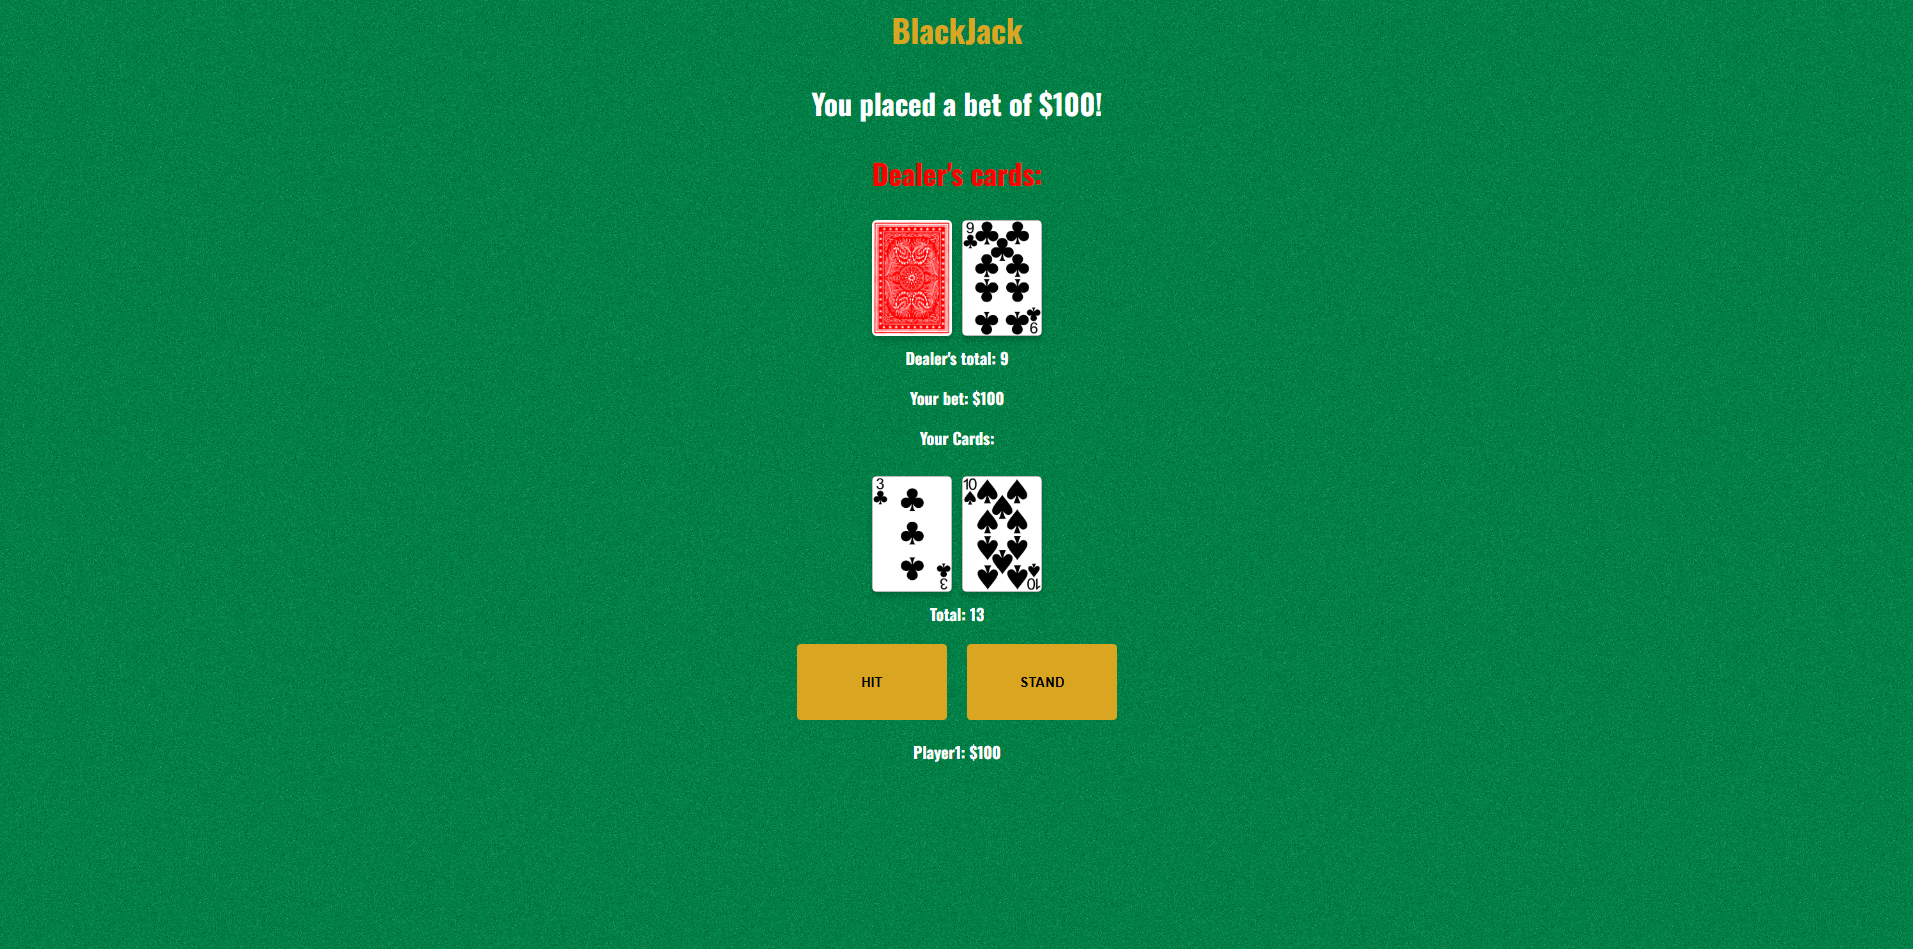 BlackJack
You placed a bet of $100!
Dealer's cards:
9
9
Dealer's total: 9
Your bet: $100
Your Cards:
3
10
3
10
Total: 13
HIT
STAND
Player1: $100